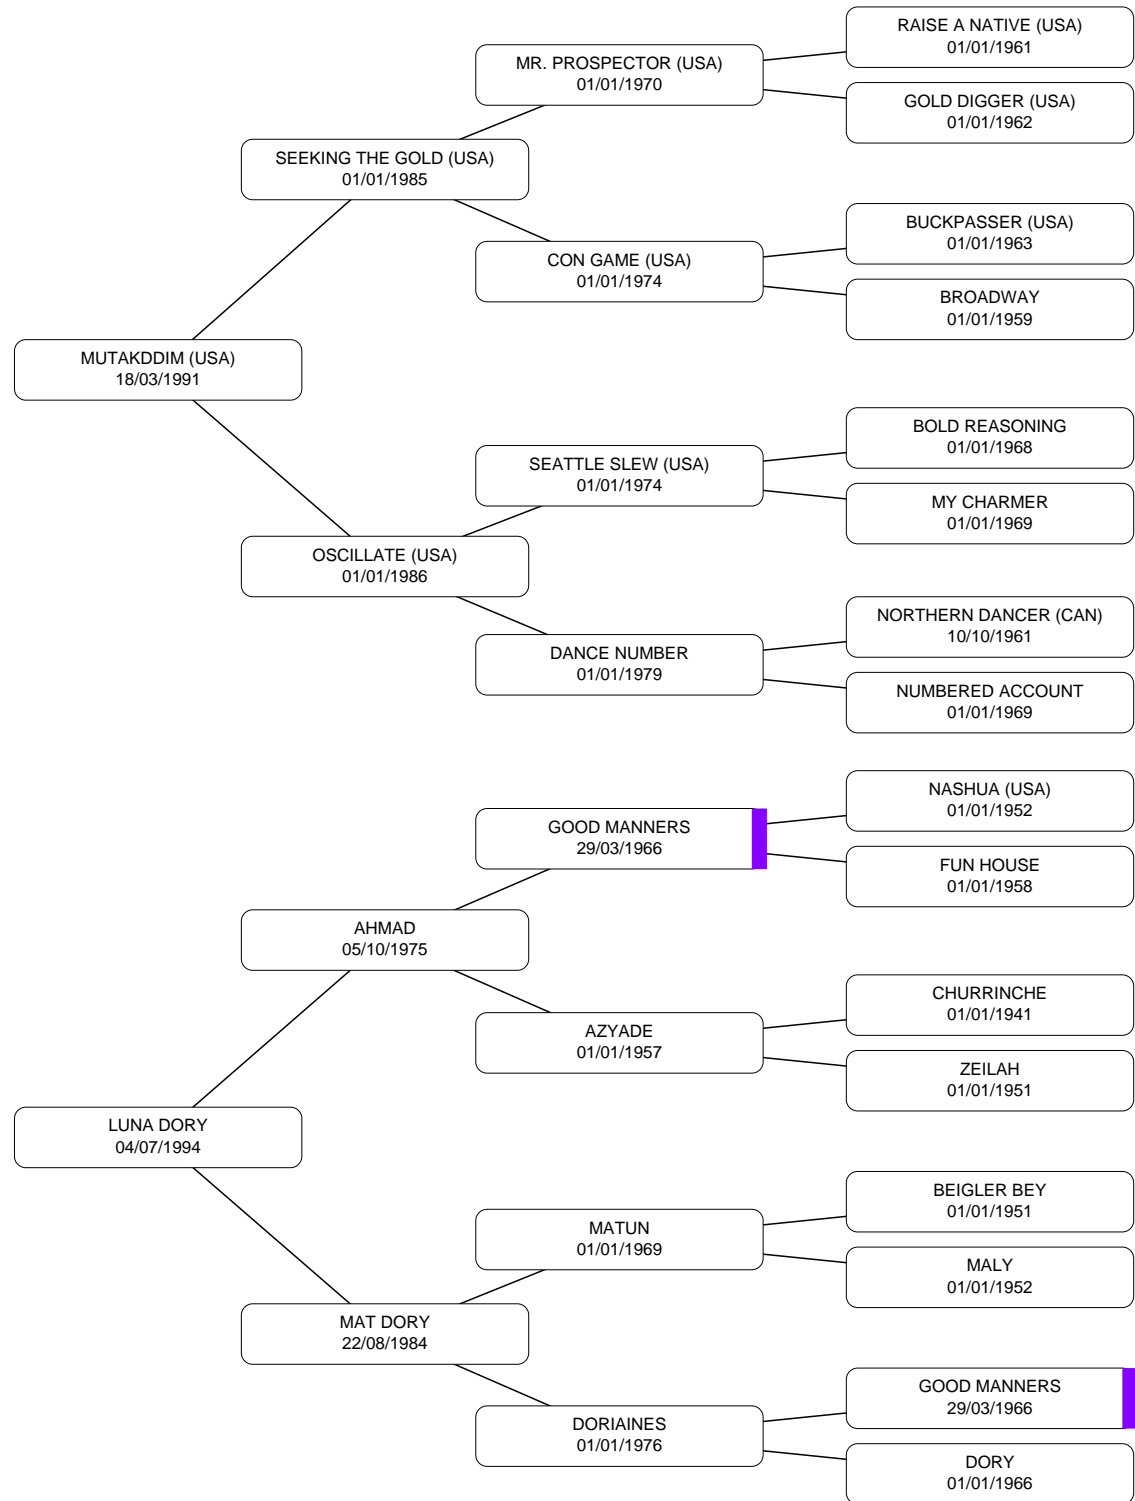 RAISE A NATIVE (USA)
01/01/1961
MR. PROSPECTOR (USA)
01/01/1970
GOLD DIGGER (USA)
01/01/1962
SEEKING THE GOLD (USA)
01/01/1985
BUCKPASSER (USA)
01/01/1963
CON GAME (USA)
01/01/1974
BROADWAY
01/01/1959
MUTAKDDIM (USA)
18/03/1991
BOLD REASONING
01/01/1968
SEATTLE SLEW (USA)
01/01/1974
MY CHARMER
01/01/1969
OSCILLATE (USA)
01/01/1986
NORTHERN DANCER (CAN)
10/10/1961
DANCE NUMBER
01/01/1979
NUMBERED ACCOUNT
01/01/1969
NASHUA (USA)
01/01/1952
GOOD MANNERS
29/03/1966
FUN HOUSE
01/01/1958
AHMAD
05/10/1975
CHURRINCHE
01/01/1941
AZYADE
01/01/1957
ZEILAH
01/01/1951
LUNA DORY
04/07/1994
BEIGLER BEY
01/01/1951
MATUN
01/01/1969
MALY
01/01/1952
MAT DORY
22/08/1984
GOOD MANNERS
29/03/1966
DORIAINES
01/01/1976
DORY
01/01/1966